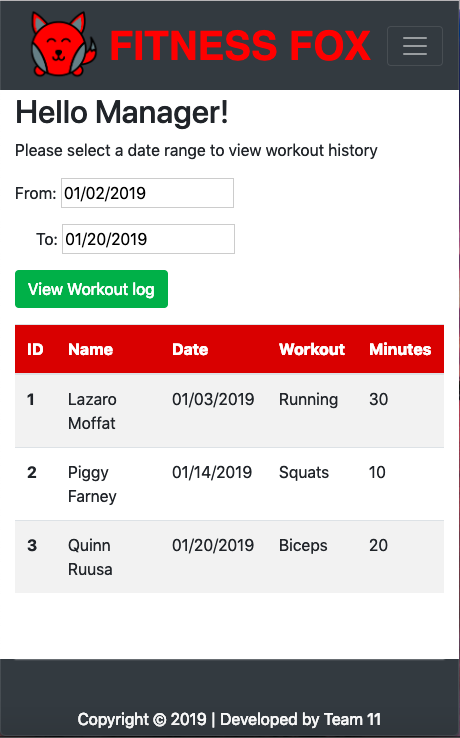 FITNESS FOX
Hello Manager!
Please select a date range to view workout history
From: 01/02/2019
To: 01/20/2019
View Workout log
ID Name Date Workout Minutes
1 Lazaro Moffat 01/03/2019 Running 30
2 Piggy Farney 01/14/2019 Squats 10
3 Quinn Ruusa 01/20/2019 Biceps 20
Copyright © 2019 | Developed by Team 11